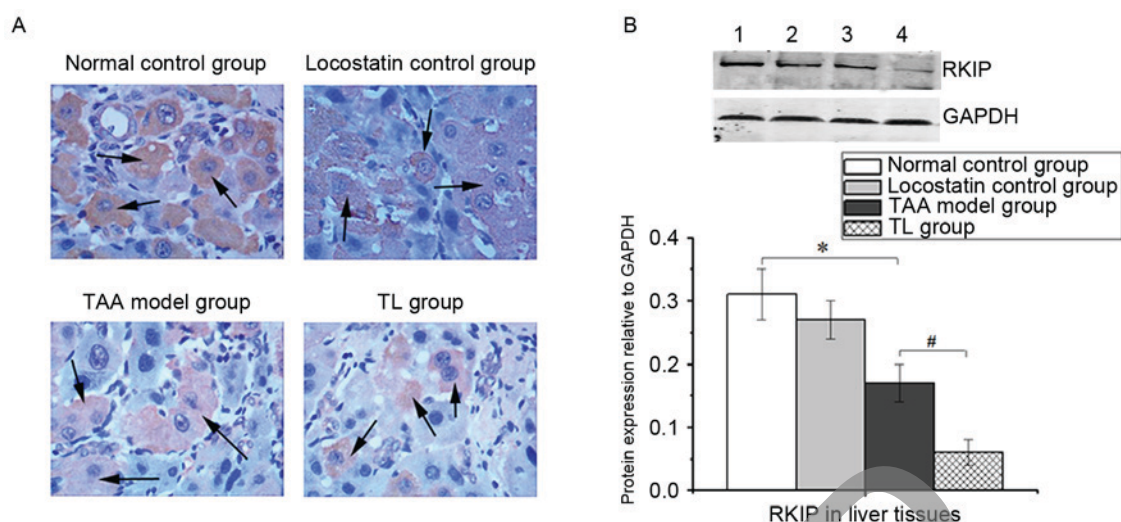 A
Normal control group
Locostatin control group
TAA model group
TL group
B
1 2 3 4
RKIP
GAPDH
Normal control group
Locostatin control group
TAA model group
TL group
Protein expression relative to GAPDH
0.4
0.3
0.2
0.1
0.0
*
#
RKIP in liver tissues